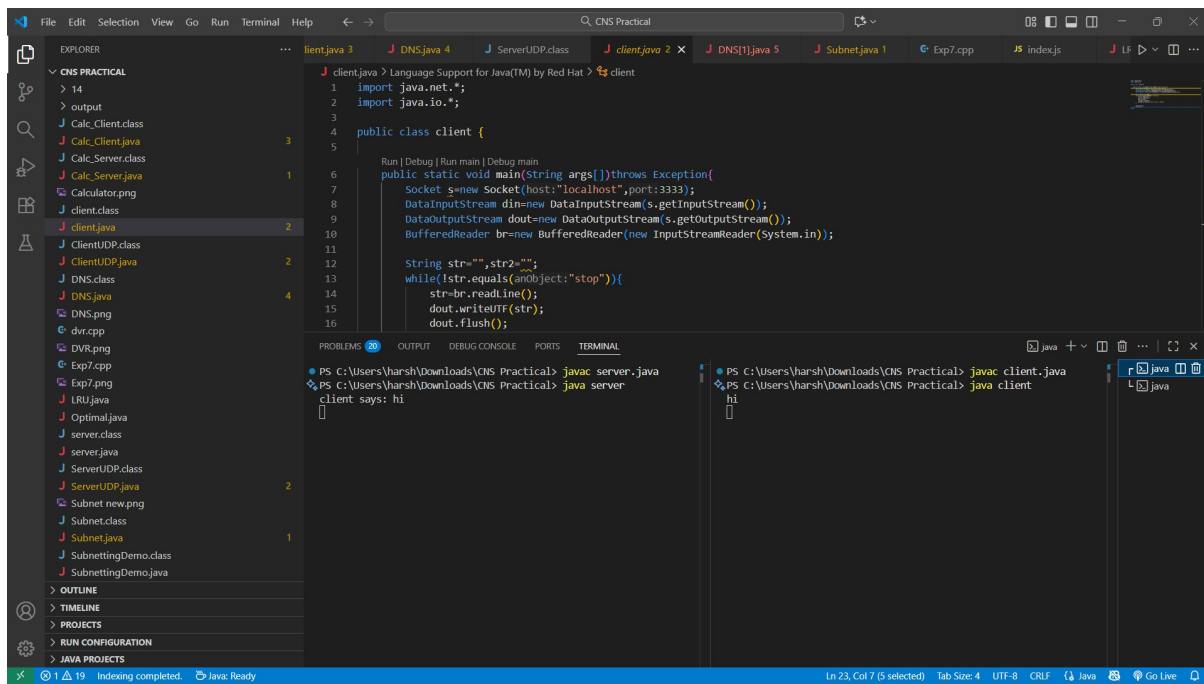 File Edit Selection View Go Run Terminal Help
CNS Practical
EXPLORER
lient.java 3 DNS.java 4 ServerUDP.class client.java 2 DNS[1].java 5 Subnet.java 1 Exp7.cpp JS index.js
CNS PRACTICAL
14
output
Calc_Client.class
Calc_Client.java 3
Calc_Server.class
Calc_Server.java 1
Calculator.png
client.class
client.java 2
ClientUDP.class
ClientUDP.java 2
DNS.class
DNS.java 4
DNS.png
dvr.cpp
DVR.png
Exp7.cpp
Exp7.png
LRU.java
Optimal.java
server.class
server.java
ServerUDP.class
ServerUDP.java 2
Subnet new.png
Subnet.class
Subnet.java 1
SubnettingDemo.class
SubnettingDemo.java
OUTLINE
TIMELINE
PROJECTS
RUN CONFIGURATION
JAVA PROJECTS
client.java > Language Support for Java(TM) by Red Hat > client
1 import java.net.*;
2 import java.io.*;
3
4 public class client {
5
Run | Debug | Run main | Debug main
6 public static void main(String args[])throws Exception{
7 Socket s=new Socket(host:"localhost",port:3333);
8 DataInputStream din=new DataInputStream(s.getInputStream());
9 DataOutputStream dout=new DataOutputStream(s.getOutputStream());
10 BufferedReader br=new BufferedReader(new InputStreamReader(System.in));
11
12 String str="",str2="";
13 while(!str.equals(anObject:"stop")){
14 str=br.readLine();
15 dout.writeUTF(str);
16 dout.flush();
PROBLEMS 20 OUTPUT DEBUG CONSOLE PORTS TERMINAL
java
PS C:\Users\harsh\Downloads\CNS Practical> javac server.java
PS C:\Users\harsh\Downloads\CNS Practical> java server
client says: hi
PS C:\Users\harsh\Downloads\CNS Practical> javac client.java
PS C:\Users\harsh\Downloads\CNS Practical> java client
hi
java
java
1 19 Indexing completed. Java: Ready
Ln 23, Col 7 (5 selected) Tab Size: 4 UTF-8 CRLF Java Go Live